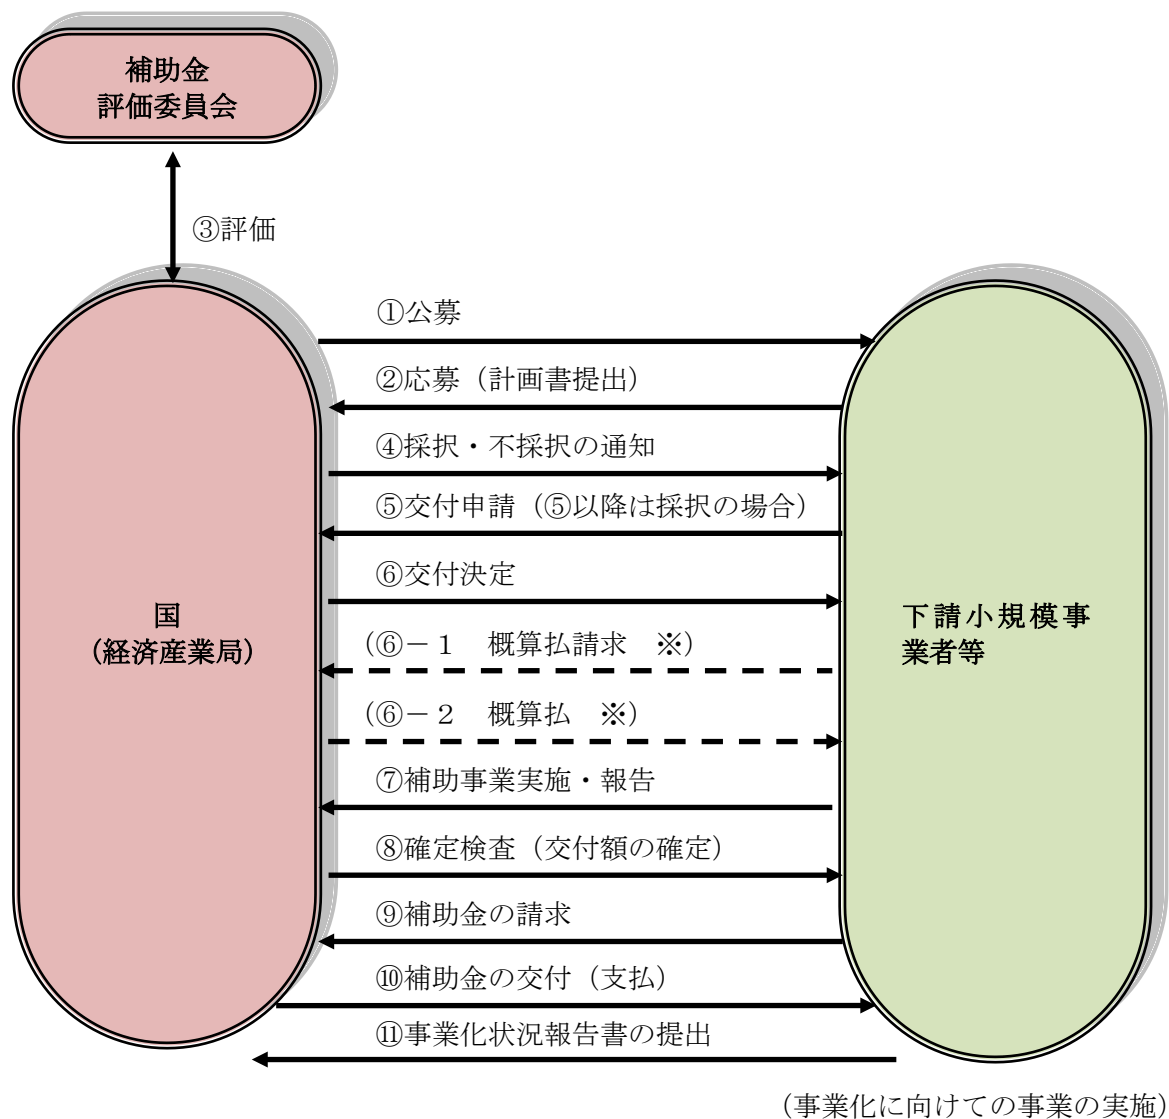 補助金
評価委員会
③評価
①公募
②応募（計画書提出）
④採択・不採択の通知
⑤交付申請（⑤以降は採択の場合）
⑥交付決定
国
（経済産業局）
下請小規模事
業者等
（⑥－１　概算払請求　※）
（⑥－２　概算払　※）
⑦補助事業実施・報告
⑧確定検査（交付額の確定）
⑨補助金の請求
⑩補助金の交付（支払）
⑪事業化状況報告書の提出
（事業化に向けての事業の実施）